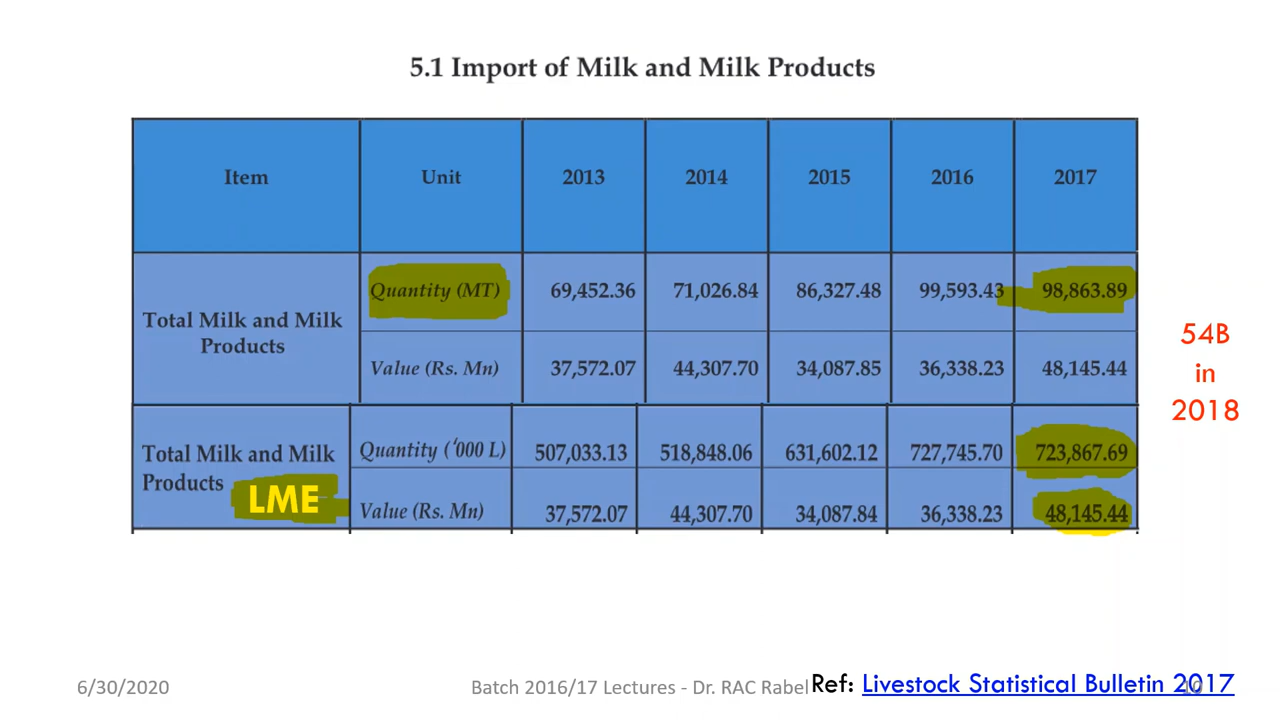 5.1 Import of Milk and Milk Products
Item Unit 2013 2014 2015 2016 2017
Total Milk and Milk Products Quantity (MT) 69,452.36 71,026.84 86,327.48 99,593.43 98,863.89
Value (Rs. Mn) 37,572.07 44,307.70 34,087.85 36,338.23 48,145.44
Total Milk and Milk Products LME Quantity (‘000 L) 507,033.13 518,848.06 631,602.12 727,745.70 723,867.69
Value (Rs. Mn) 37,572.07 44,307.70 34,087.84 36,338.23 48,145.44
54B
in
2018
6/30/2020 Batch 2016/17 Lectures - Dr. RAC Rabel Ref: Livestock Statistical Bulletin 2017 10